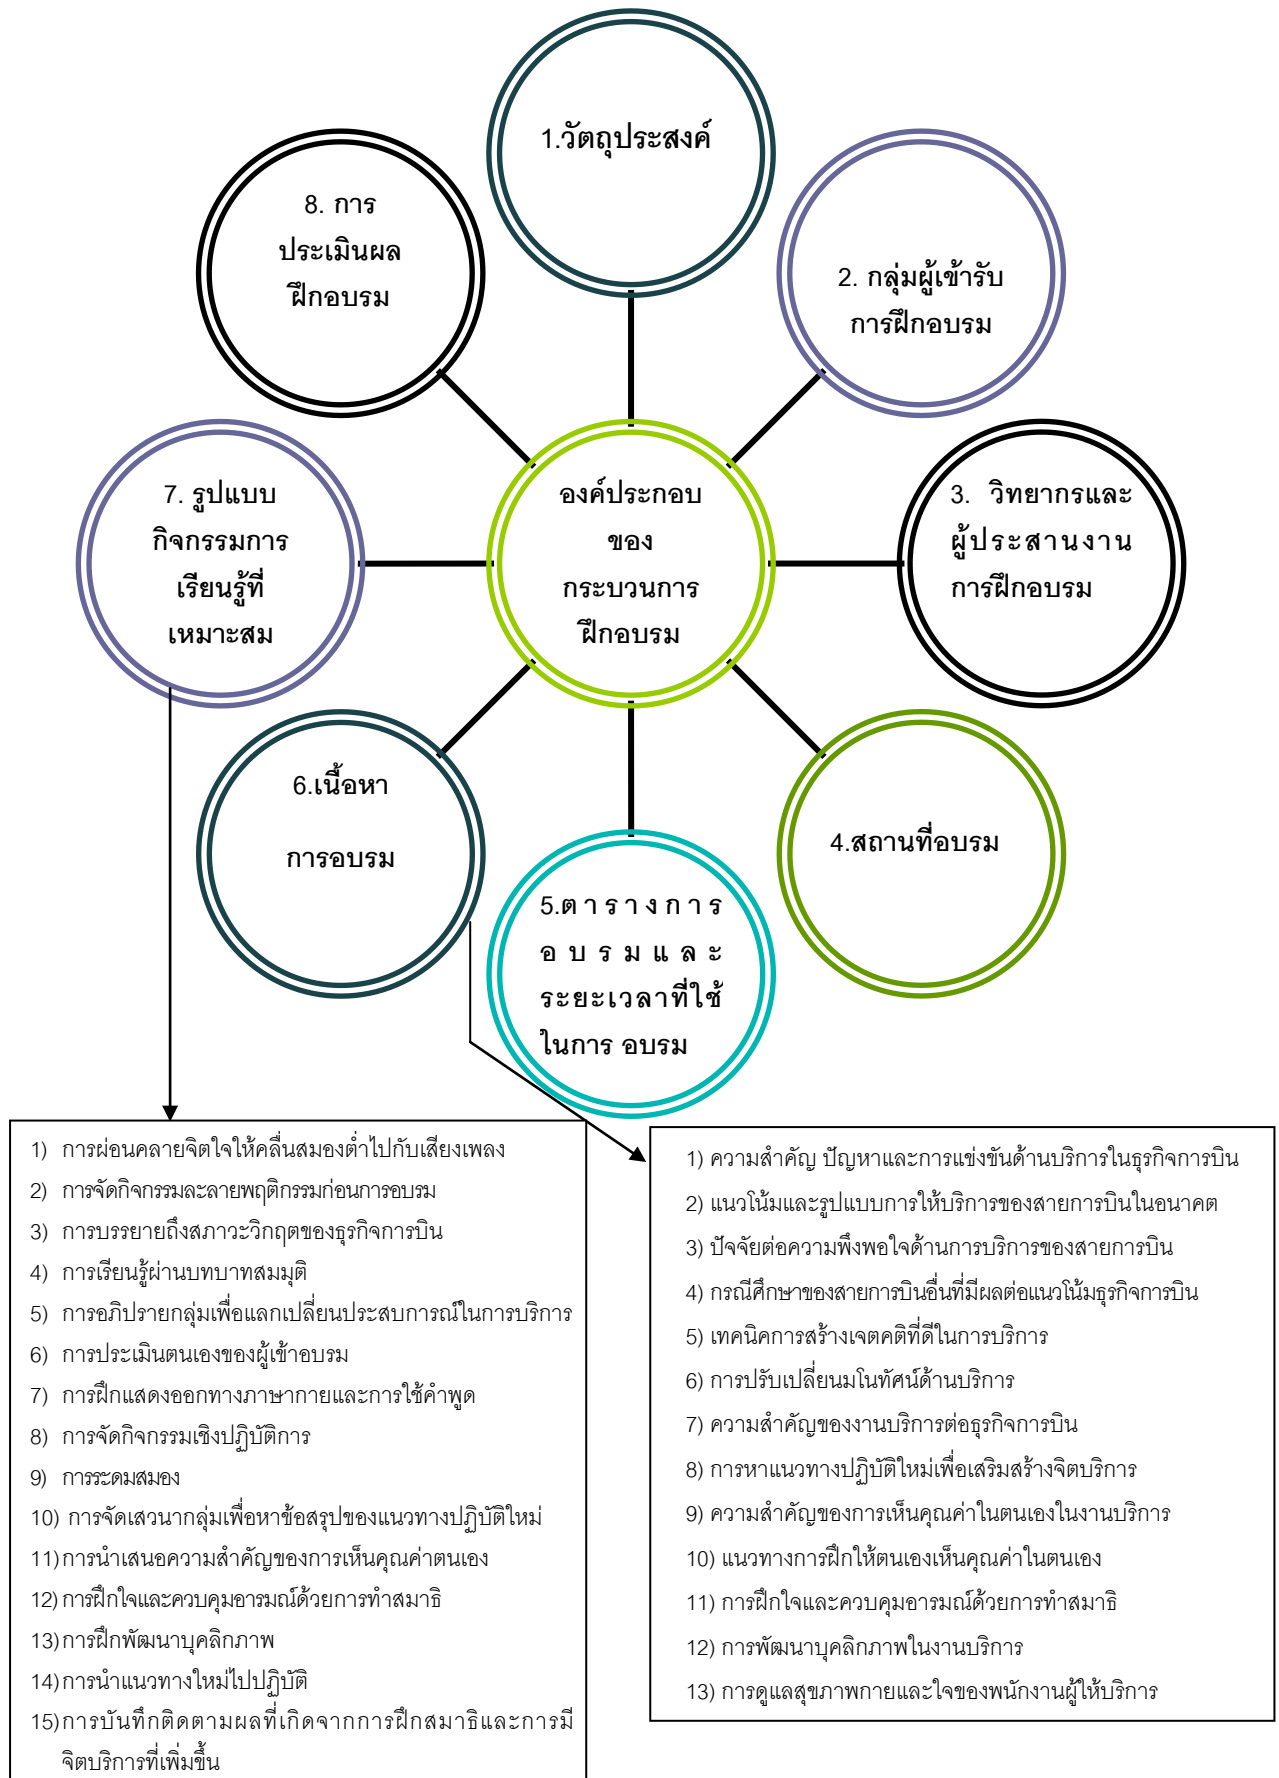 1.วัตถุประสงค์
2. กลุ่มผู้เข้ารับ
การฝึกอบรม
3. วิทยากรและ
ผู้ประสานงาน
การฝึกอบรม
4.สถานที่อบรม
5.ตารางการ
อบรมและ
ระยะเวลาที่ใช้
ในการ อบรม
6.เนื้อหา
การอบรม
7. รูปแบบ
กิจกรรมการ
เรียนรู้ที่
เหมาะสม
8. การ
ประเมินผล
ฝึกอบรม
องค์ประกอบ
ของ
กระบวนการ
ฝึกอบรม
1) การผ่อนคลายจิตใจให้คลื่นสมองต่ำไปกับเสียงเพลง
2) การจัดกิจกรรมละลายพฤติกรรมก่อนการอบรม
3) การบรรยายถึงสภาวะวิกฤตของธุรกิจการบิน
4) การเรียนรู้ผ่านบทบาทสมมุติ
5) การอภิปรายกลุ่มเพื่อแลกเปลี่ยนประสบการณ์ในการบริการ
6) การประเมินตนเองของผู้เข้าอบรม
7) การฝึกแสดงออกทางภาษากายและการใช้คำพูด
8) การจัดกิจกรรมเชิงปฏิบัติการ
9) การระดมสมอง
10) การจัดเสวนากลุ่มเพื่อหาข้อสรุปของแนวทางปฏิบัติใหม่
11) การนำเสนอความสำคัญของการเห็นคุณค่าตนเอง
12) การฝึกใจและควบคุมอารมณ์ด้วยการทำสมาธิ
13) การฝึกพัฒนาบุคลิกภาพ
14) การนำแนวทางใหม่ไปปฏิบัติ
15) การบันทึกติดตามผลที่เกิดจากการฝึกสมาธิและการมี
จิตบริการที่เพิ่มขึ้น
1) ความสำคัญ ปัญหาและการแข่งขันด้านบริการในธุรกิจการบิน
2) แนวโน้มและรูปแบบการให้บริการของสายการบินในอนาคต
3) ปัจจัยต่อความพึงพอใจด้านการบริการของสายการบิน
4) กรณีศึกษาของสายการบินอื่นที่มีผลต่อแนวโน้มธุรกิจการบิน
5) เทคนิคการสร้างเจตคติที่ดีในการบริการ
6) การปรับเปลี่ยนมโนทัศน์ด้านบริการ
7) ความสำคัญของงานบริการต่อธุรกิจการบิน
8) การหาแนวทางปฏิบัติใหม่เพื่อเสริมสร้างจิตบริการ
9) ความสำคัญของการเห็นคุณค่าในตนเองในงานบริการ
10) แนวทางการฝึกให้ตนเองเห็นคุณค่าในตนเอง
11) การฝึกใจและควบคุมอารมณ์ด้วยการทำสมาธิ
12) การพัฒนาบุคลิกภาพในงานบริการ
13) การดูแลสุขภาพกายและใจของพนักงานผู้ให้บริการ